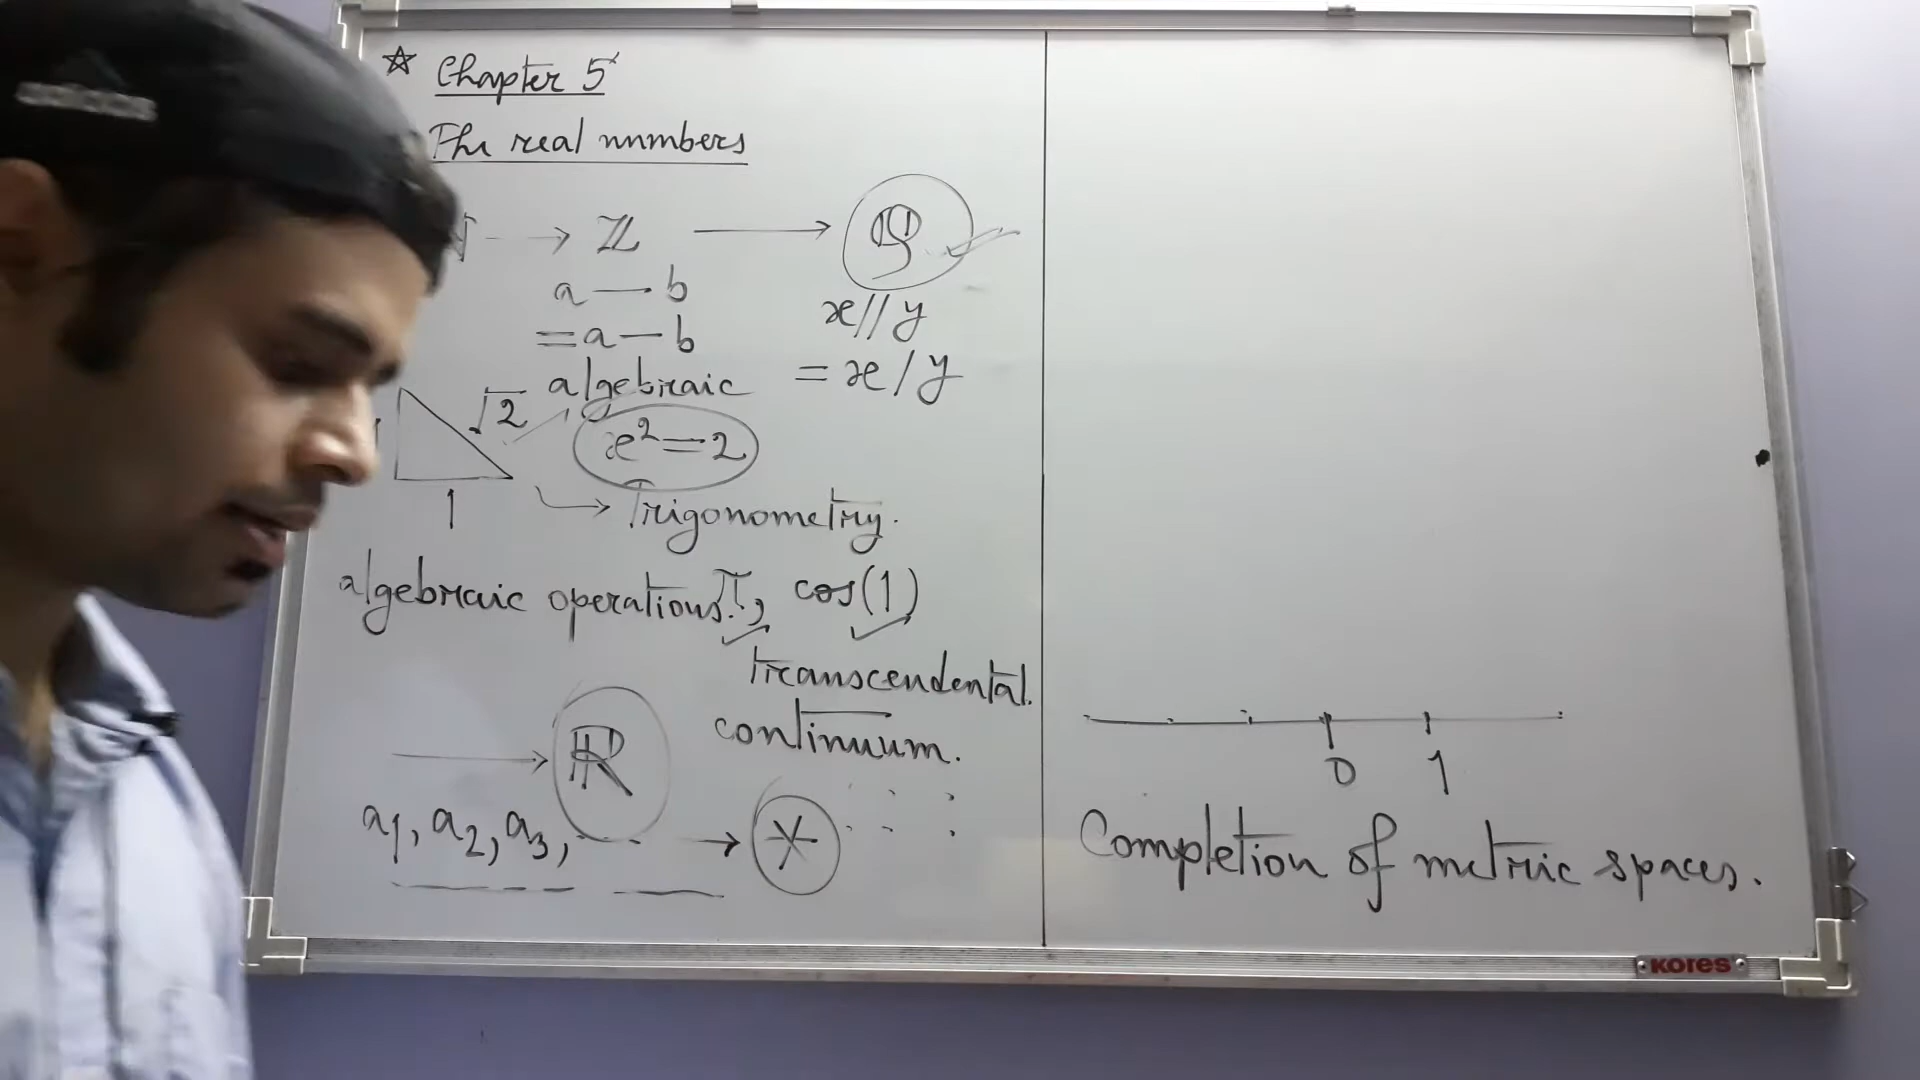 ☆ Chapter 5
The real numbers
ℕ → ℤ → ℚ
a — b
= a — b
x // y
= x / y
algebraic
√2
x² = 2
1
1
→ Trigonometry.
algebraic operations. π, cos(1)
transcendental.
continuum.
→ ℝ
a1, a2, a3, ---- → X
0 1
Completion of metric spaces.
KOReS
adidas